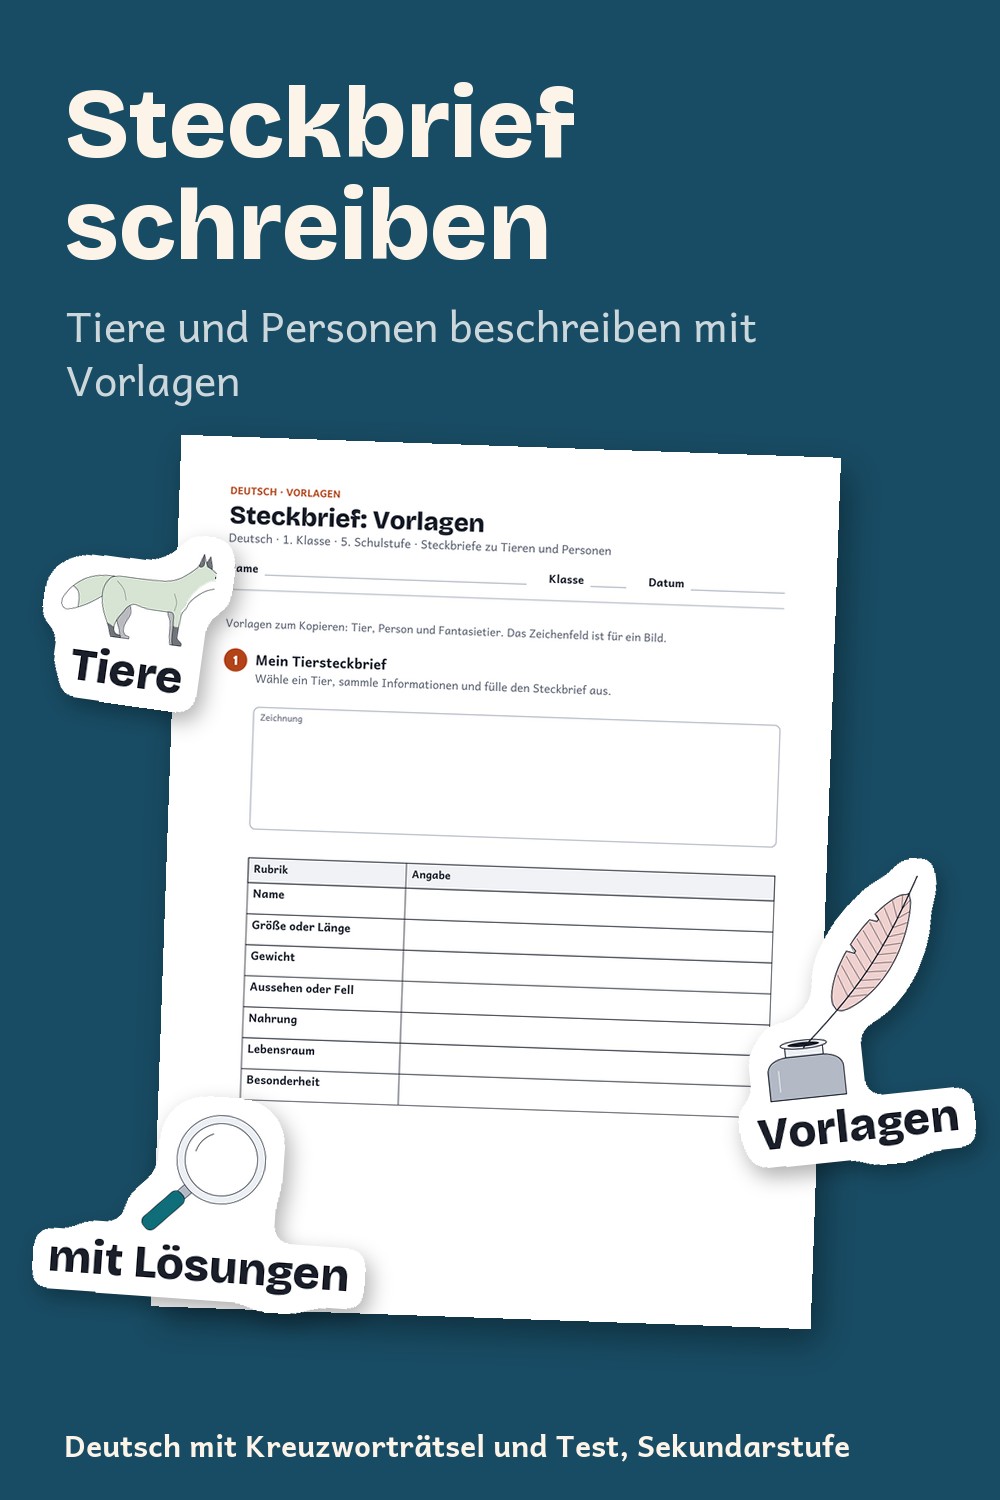 Steckbrief
schreiben
Tiere und Personen beschreiben mit
Vorlagen
DEUTSCH · VORLAGEN
Steckbrief: Vorlagen
Deutsch · 1. Klasse · 5. Schulstufe · Steckbriefe zu Tieren und Personen
ame Klasse Datum
Vorlagen zum Kopieren: Tier, Person und Fantasietier. Das Zeichenfeld ist für ein Bild.
Tiere
1 Mein Tiersteckbrief
Wähle ein Tier, sammle Informationen und fülle den Steckbrief aus.
Zeichnung
Rubrik Angabe
Name
Größe oder Länge
Gewicht
Aussehen oder Fell
Nahrung
Lebensraum
Besonderheit
Vorlagen
mit Lösungen
Deutsch mit Kreuzworträtsel und Test, Sekundarstufe